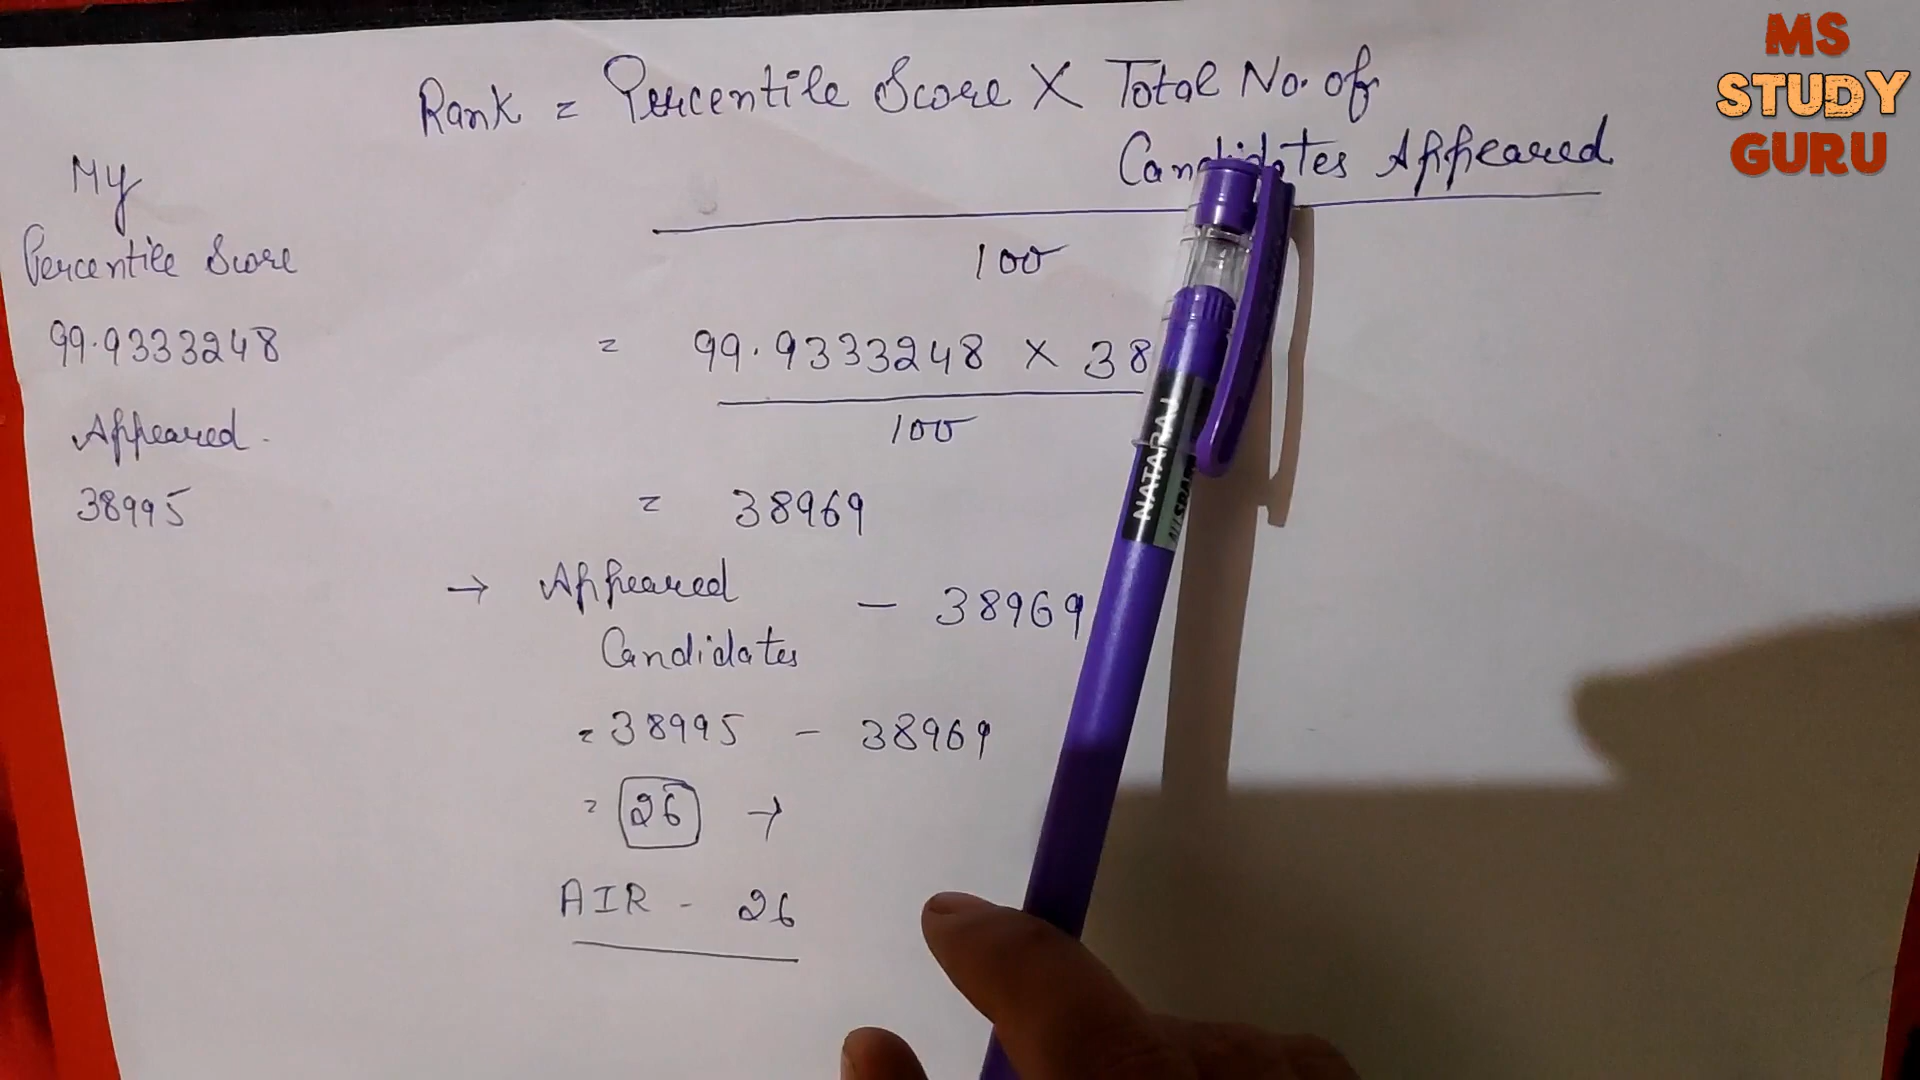 MS
STUDY
GURU
Rank = Percentile Score X Total No. of
Candidates Appeared
100
My
Percentile Score
99.9333248
Appeared.
38995
= 99.9333248 X 38
100
= 38969
→ Appeared
Candidates
- 38969
= 38995 - 38969
= 26 →
AIR - 26
NATARAJ